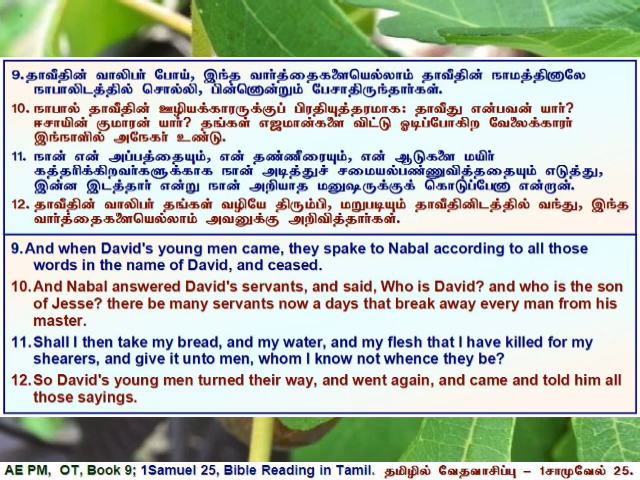 9. தாவீதின் வாலிபர் போய், இந்த வார்த்தைகளையெல்லாம் தாவீதின் நாமத்தினாலே
நாபாலிடத்தில் சொல்லி, பின்னொன்றும் பேசாதிருந்தார்கள்.
10. நாபால் தாவீதின் ஊழியக்காரருக்குப் பிரதியுத்தரமாக: தாவீது என்பவன் யார்?
ஈசாயின் குமாரன் யார்? தங்கள் எஜமான்களை விட்டு ஓடிப்போகிற வேலைக்காரர்
இந்நாளில் அநேகர் உண்டு.
11. நான் என் அப்பத்தையும், என் தண்ணீரையும், என் ஆடுகளை மயிர்
கத்தரிக்கிறவர்களுக்காக நான் அடித்துச் சமையல்பண்ணுவித்ததையும் எடுத்து,
இன்ன இடத்தார் என்று நான் அறியாத மனுஷருக்குக் கொடுப்பேனா என்றான்.
12. தாவீதின் வாலிபர் தங்கள் வழியே திரும்பி, மறுபடியும் தாவீதினிடத்தில் வந்து, இந்த
வார்த்தைகளையெல்லாம் அவனுக்கு அறிவித்தார்கள்.
9. And when David's young men came, they spake to Nabal according to all those
words in the name of David, and ceased.
10. And Nabal answered David's servants, and said, Who is David? and who is the son
of Jesse? there be many servants now a days that break away every man from his
master.
11. Shall I then take my bread, and my water, and my flesh that I have killed for my
shearers, and give it unto men, whom I know not whence they be?
12. So David's young men turned their way, and went again, and came and told him all
those sayings.
AE PM, OT, Book 9; 1Samuel 25, Bible Reading in Tamil. தமிழில் வேதவாசிப்பு – 1சாமுவேல் 25.